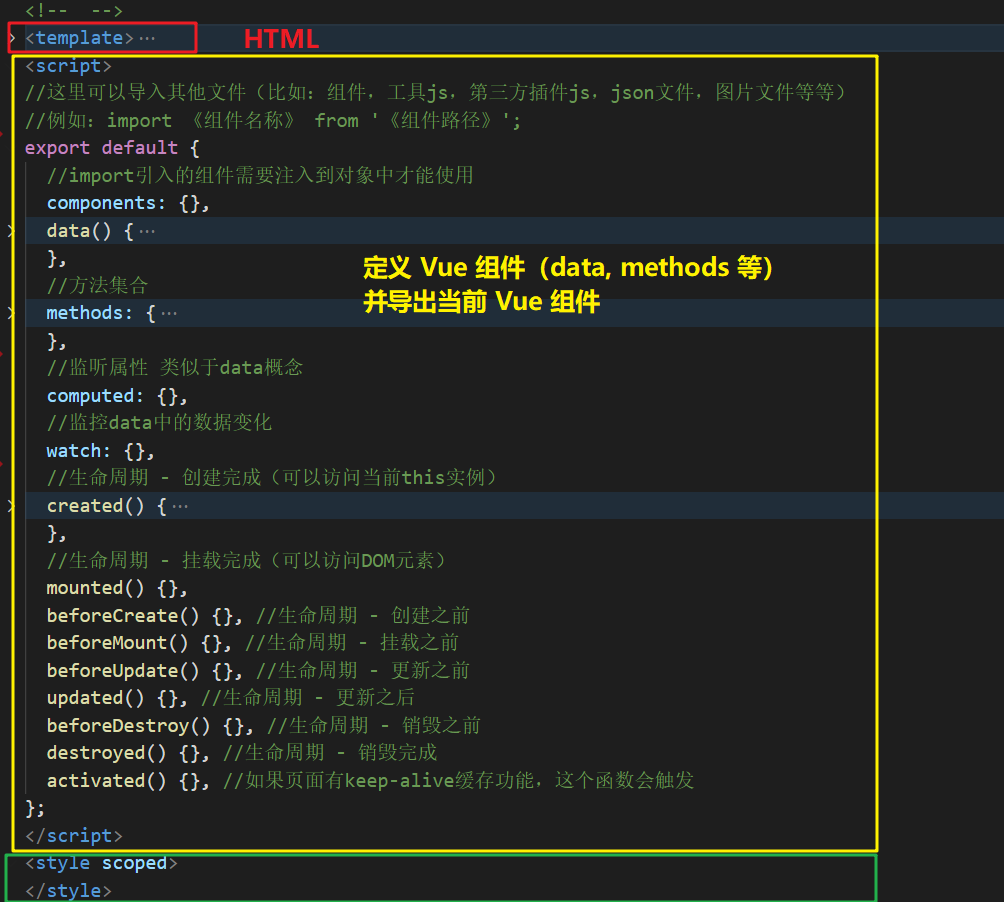 <!--  -->
<template>…
HTML
<script>
//这里可以导入其他文件（比如：组件，工具js，第三方插件js，json文件，图片文件等等）
//例如：import 《组件名称》 from '《组件路径》';
export default {
//import引入的组件需要注入到对象中才能使用
components: {},
data() {…
},
定义 Vue 组件（data, methods 等）
//方法集合
并导出当前 Vue 组件
methods: {…
},
//监听属性 类似于data概念
computed: {},
//监控data中的数据变化
watch: {},
//生命周期 - 创建完成（可以访问当前this实例）
created() {…
},
//生命周期 - 挂载完成（可以访问DOM元素）
mounted() {},
beforeCreate() {}, //生命周期 - 创建之前
beforeMount() {}, //生命周期 - 挂载之前
beforeUpdate() {}, //生命周期 - 更新之前
updated() {}, //生命周期 - 更新之后
beforeDestroy() {}, //生命周期 - 销毁之前
destroyed() {}, //生命周期 - 销毁完成
activated() {}, //如果页面有keep-alive缓存功能，这个函数会触发
};
</script>
<style scoped>
</style>